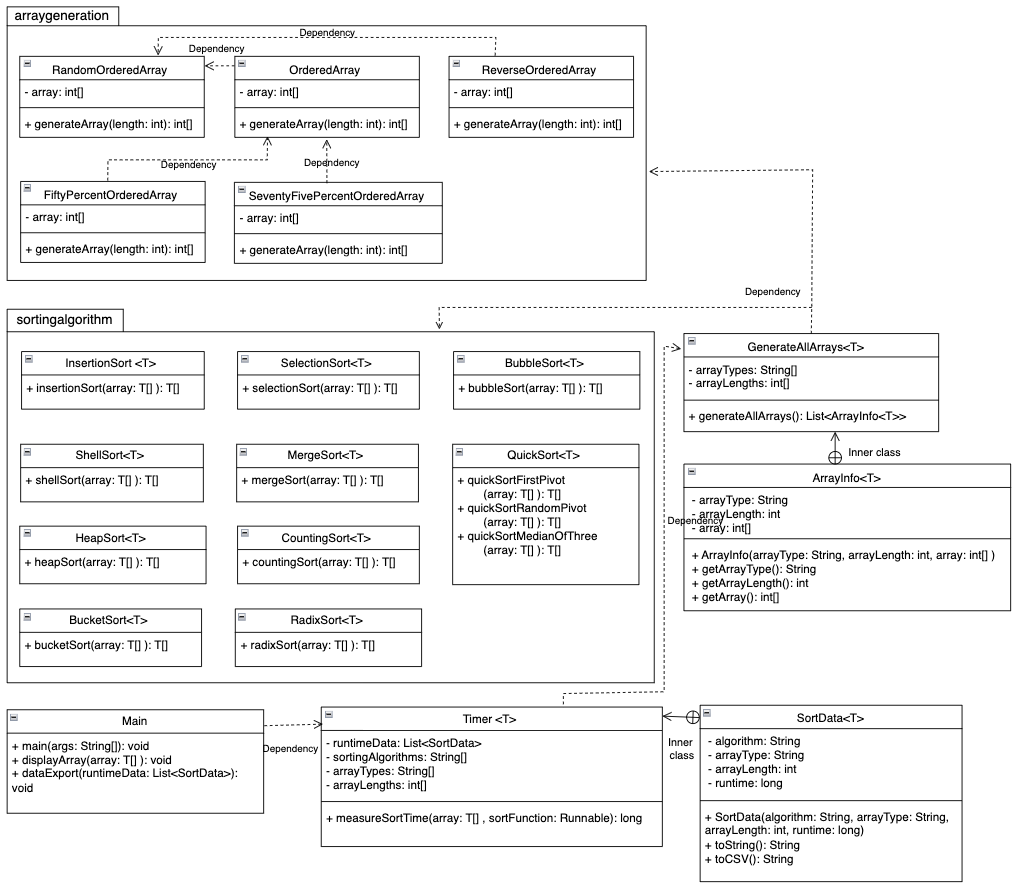 arraygeneration
Dependency
Dependency
RandomOrderedArray
- array: int[]
+ generateArray(length: int): int[]
OrderedArray
- array: int[]
+ generateArray(length: int): int[]
ReverseOrderedArray
- array: int[]
+ generateArray(length: int): int[]
Dependency
Dependency
FiftyPercentOrderedArray
- array: int[]
+ generateArray(length: int): int[]
SeventyFivePercentOrderedArray
- array: int[]
+ generateArray(length: int): int[]
Dependency
sortingalgorithm
InsertionSort <T>
+ insertionSort(array: T[] ): T[]
SelectionSort<T>
+ selectionSort(array: T[] ): T[]
BubbleSort<T>
+ bubbleSort(array: T[] ): T[]
ShellSort<T>
+ shellSort(array: T[] ): T[]
MergeSort<T>
+ mergeSort(array: T[] ): T[]
QuickSort<T>
+ quickSortFirstPivot
(array: T[] ): T[]
+ quickSortRandomPivot
(array: T[] ): T[]
+ quickSortMedianOfThree
(array: T[] ): T[]
HeapSort<T>
+ heapSort(array: T[] ): T[]
CountingSort<T>
+ countingSort(array: T[] ): T[]
BucketSort<T>
+ bucketSort(array: T[] ): T[]
RadixSort<T>
+ radixSort(array: T[] ): T[]
GenerateAllArrays<T>
- arrayTypes: String[]
- arrayLengths: int[]
+ generateAllArrays(): List<ArrayInfo<T>>
Inner class
ArrayInfo<T>
- arrayType: String
- arrayLength: int
- array: int[]
Dependency
+ ArrayInfo(arrayType: String, arrayLength: int, array: int[] )
+ getArrayType(): String
+ getArrayLength(): int
+ getArray(): int[]
Main
+ main(args: String[]): void
+ displayArray(array: T[] ): void
+ dataExport(runtimeData: List<SortData>):
void
Dependency
Timer <T>
- runtimeData: List<SortData>
- sortingAlgorithms: String[]
- arrayTypes: String[]
- arrayLengths: int[]
+ measureSortTime(array: T[] , sortFunction: Runnable): long
Inner
class
SortData<T>
- algorithm: String
- arrayType: String
- arrayLength: int
- runtime: long
+ SortData(algorithm: String, arrayType: String,
arrayLength: int, runtime: long)
+ toString(): String
+ toCSV(): String